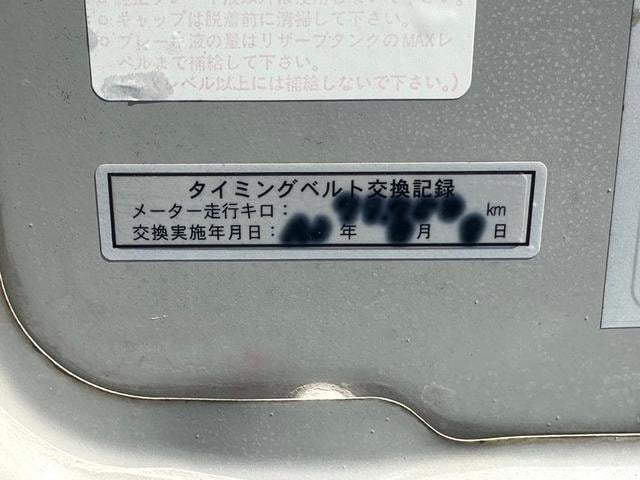 ○キャップは脱着前に清掃して下さい。
○ブレーキ液の量はリザーブタンクのMAXレ
ベルまで補給して下さい。
レベル以上には補給しないで下さい。)
タイミングベルト交換記録
メーター走行キロ: km
交換実施年月日: 年 月 日